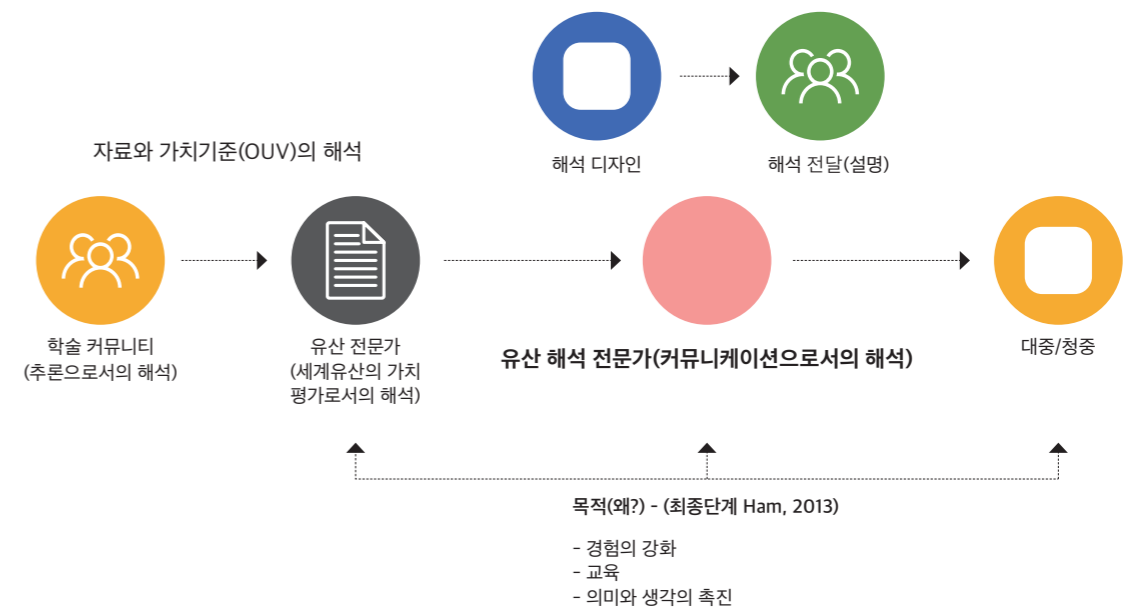 해석 디자인
해석 전달(설명)
자료와 가치기준(OUV)의 해석
학술 커뮤니티
(추론으로서의 해석)
유산 전문가
(세계유산의 가치
평가로서의 해석)
유산 해석 전문가(커뮤니케이션으로서의 해석)
대중/청중
목적(왜?) - (최종단계 Ham, 2013)
- 경험의 강화
- 교육
- 의미와 생각의 촉진